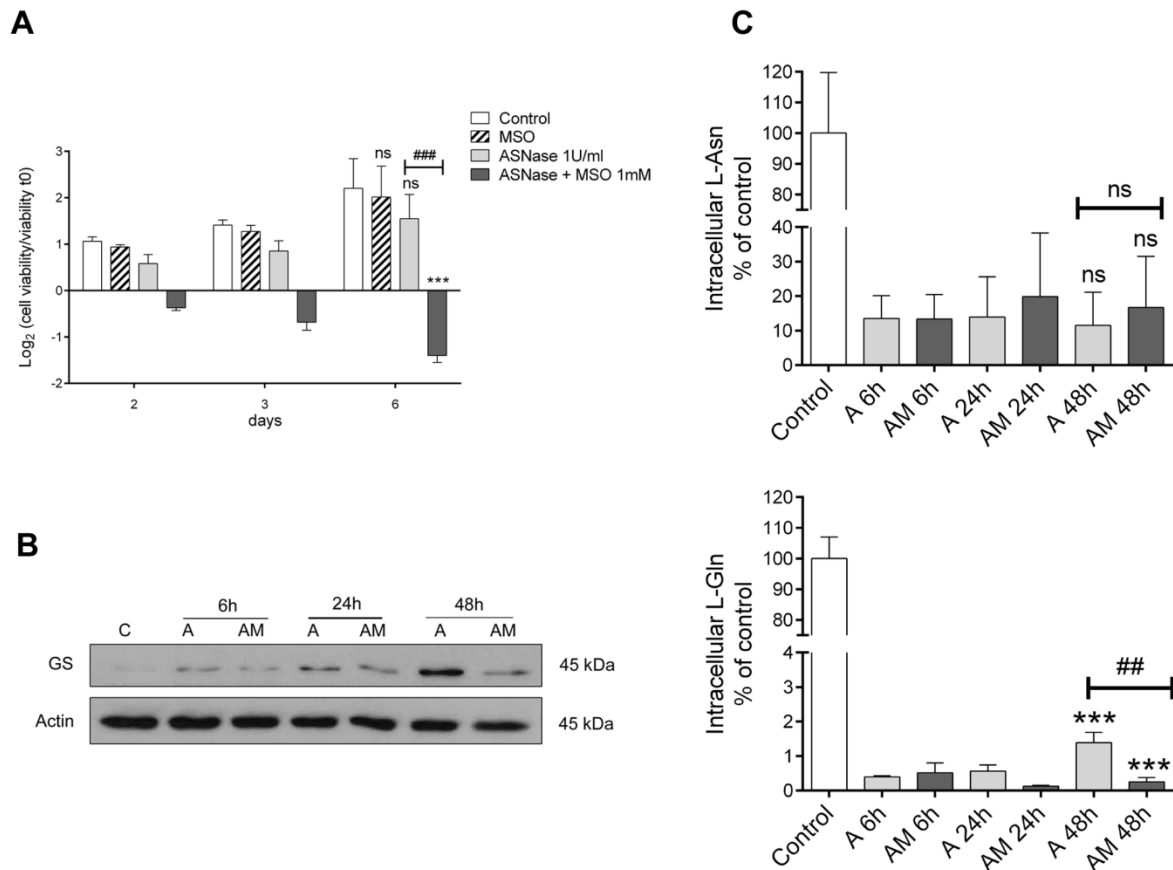 A
Control
MSO
ASNase 1U/ml
ASNase + MSO 1mM
Log2 (cell viability/viability t0)
3
2
1
0
-1
-2
ns
ns
###
***
2
3
6
days
B
6h
24h
48h
C
A
AM
A
AM
A
AM
GS
45 kDa
Actin
45 kDa
C
Intracellular L-Asn
% of control
120
110
100
90
80
40
30
20
10
0
ns
ns
ns
Control
A 6h
AM 6h
A 24h
AM 24h
A 48h
AM 48h
Intracellular L-Gln
% of control
120
110
100
90
80
4
3
2
1
0
##
***
***
Control
A 6h
AM 6h
A 24h
AM 24h
A 48h
AM 48h